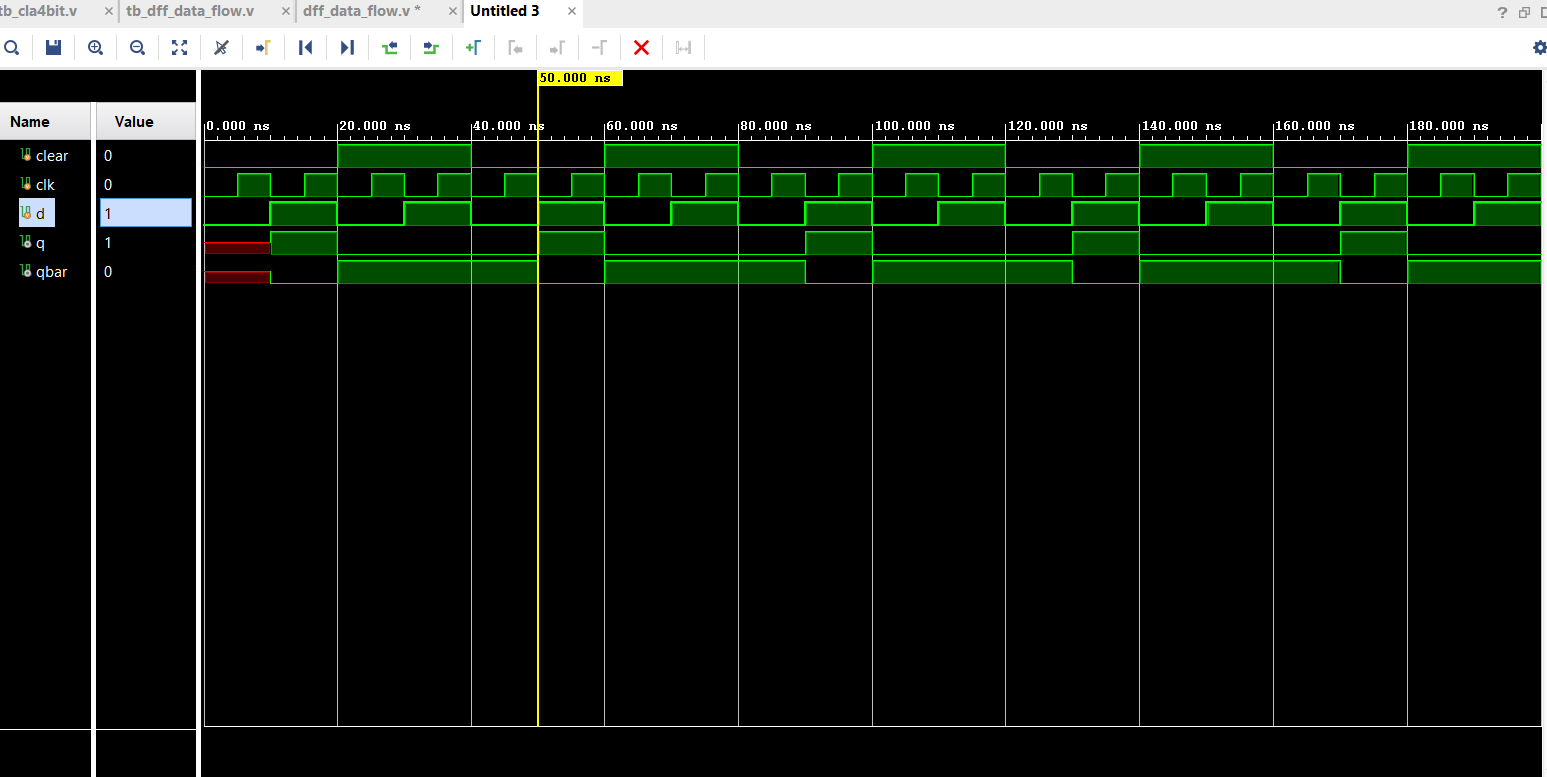 tb_cla4bit.v × tb_dff_data_flow.v × dff_data_flow.v * × Untitled 3 ×
?
50.000 ns
Name Value
0.000 ns 20.000 ns 40.000 ns 60.000 ns 80.000 ns 100.000 ns 120.000 ns 140.000 ns 160.000 ns 180.000 ns
clear 0
clk 0
d 1
q 1
qbar 0